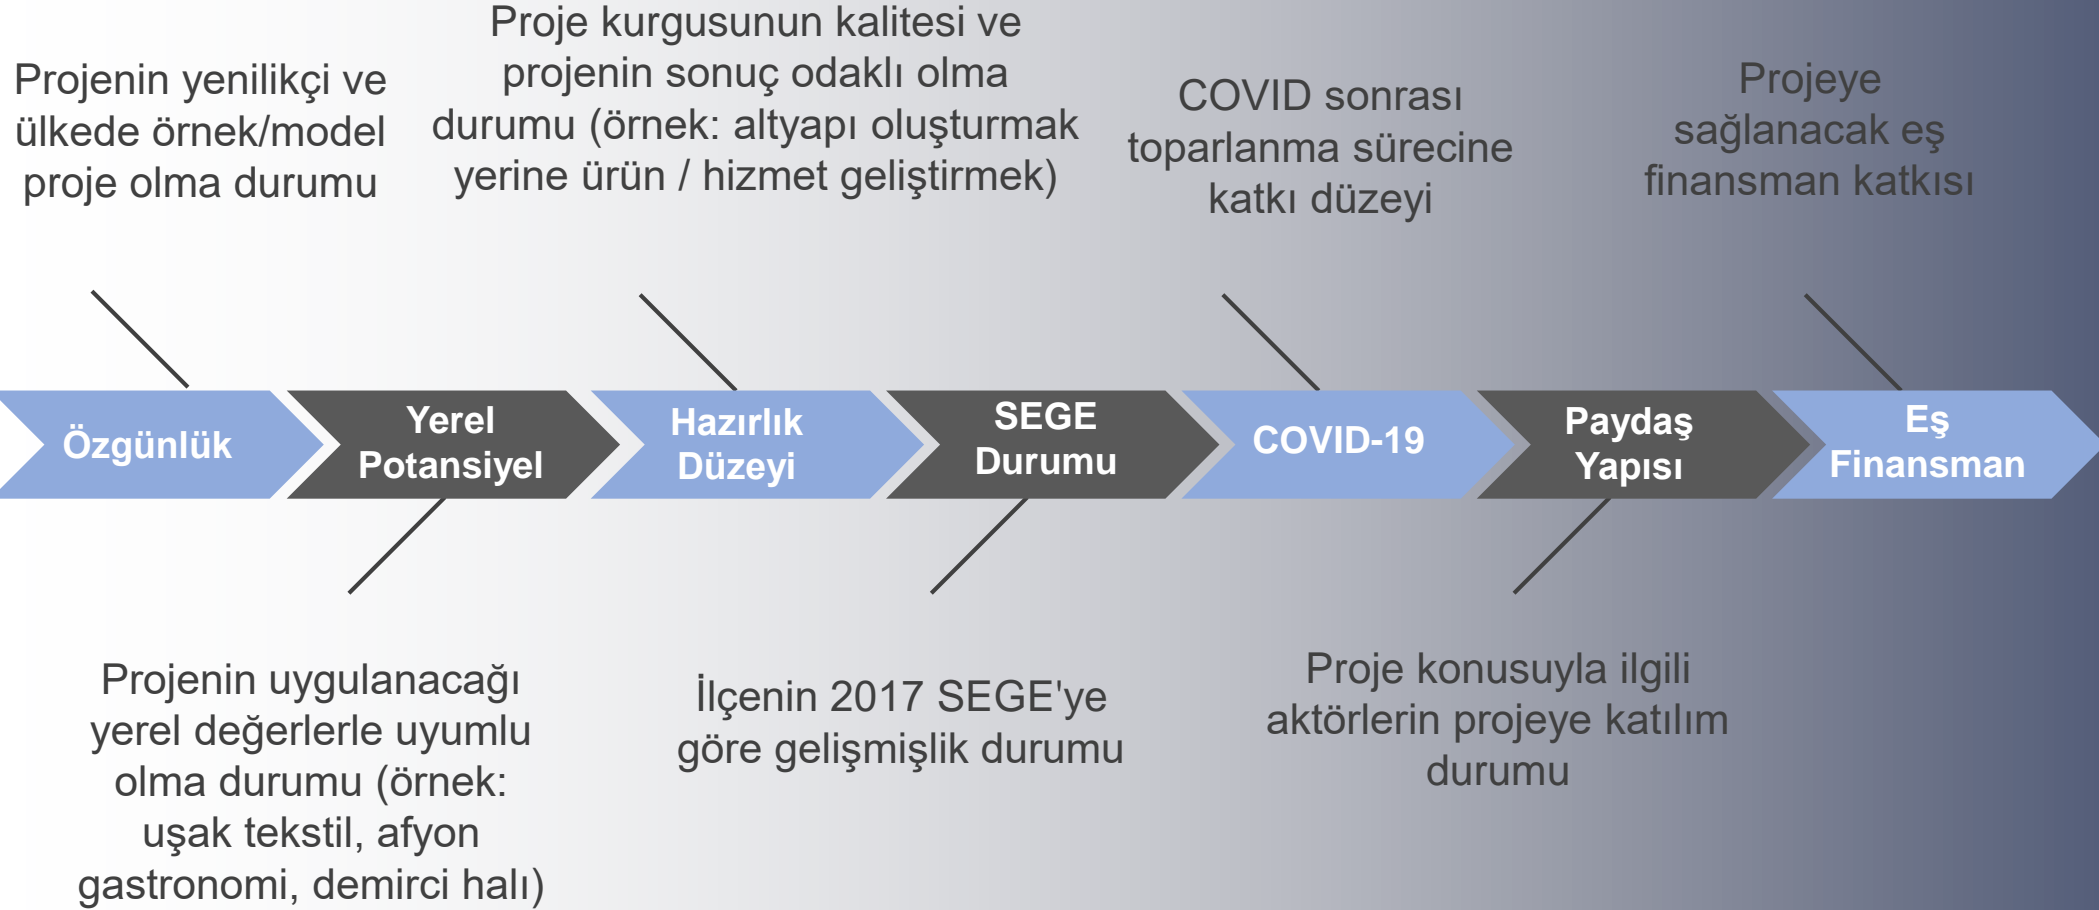 Projenin yenilikçi ve
ülkede örnek/model
proje olma durumu
Proje kurgusunun kalitesi ve
projenin sonuç odaklı olma
durumu (örnek: altyapı oluşturmak
yerine ürün / hizmet geliştirmek)
COVID sonrası
toparlanma sürecine
katkı düzeyi
Projeye
sağlanacak eş
finansman katkısı
Özgünlük
Yerel
Potansiyel
Hazırlık
Düzeyi
SEGE
Durumu
COVID-19
Paydaş
Yapısı
Eş
Finansman
Projenin uygulanacağı
yerel değerlerle uyumlu
olma durumu (örnek:
uşak tekstil, afyon
gastronomi, demirci halı)
İlçenin 2017 SEGE'ye
göre gelişmişlik durumu
Proje konusuyla ilgili
aktörlerin projeye katılım
durumu